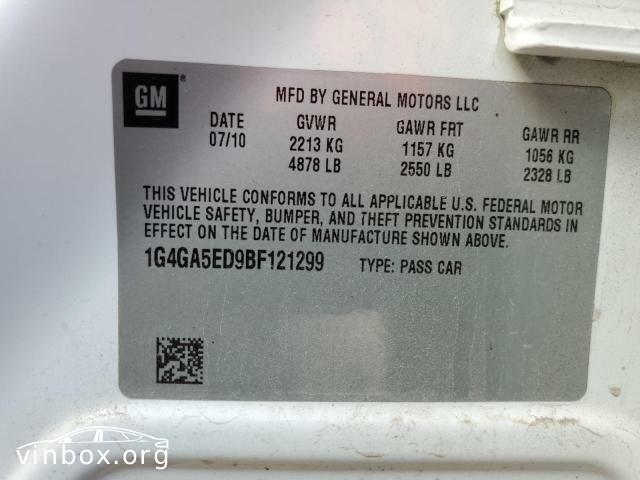 GM ®
MFD BY GENERAL MOTORS LLC
DATE GVWR GAWR FRT GAWR RR
07/10 2213 KG 1157 KG 1056 KG
4878 LB 2550 LB 2328 LB
THIS VEHICLE CONFORMS TO ALL APPLICABLE U.S. FEDERAL MOTOR
VEHICLE SAFETY, BUMPER, AND THEFT PREVENTION STANDARDS IN
EFFECT ON THE DATE OF MANUFACTURE SHOWN ABOVE.
1G4GA5ED9BF121299 TYPE: PASS CAR
vinbox.org